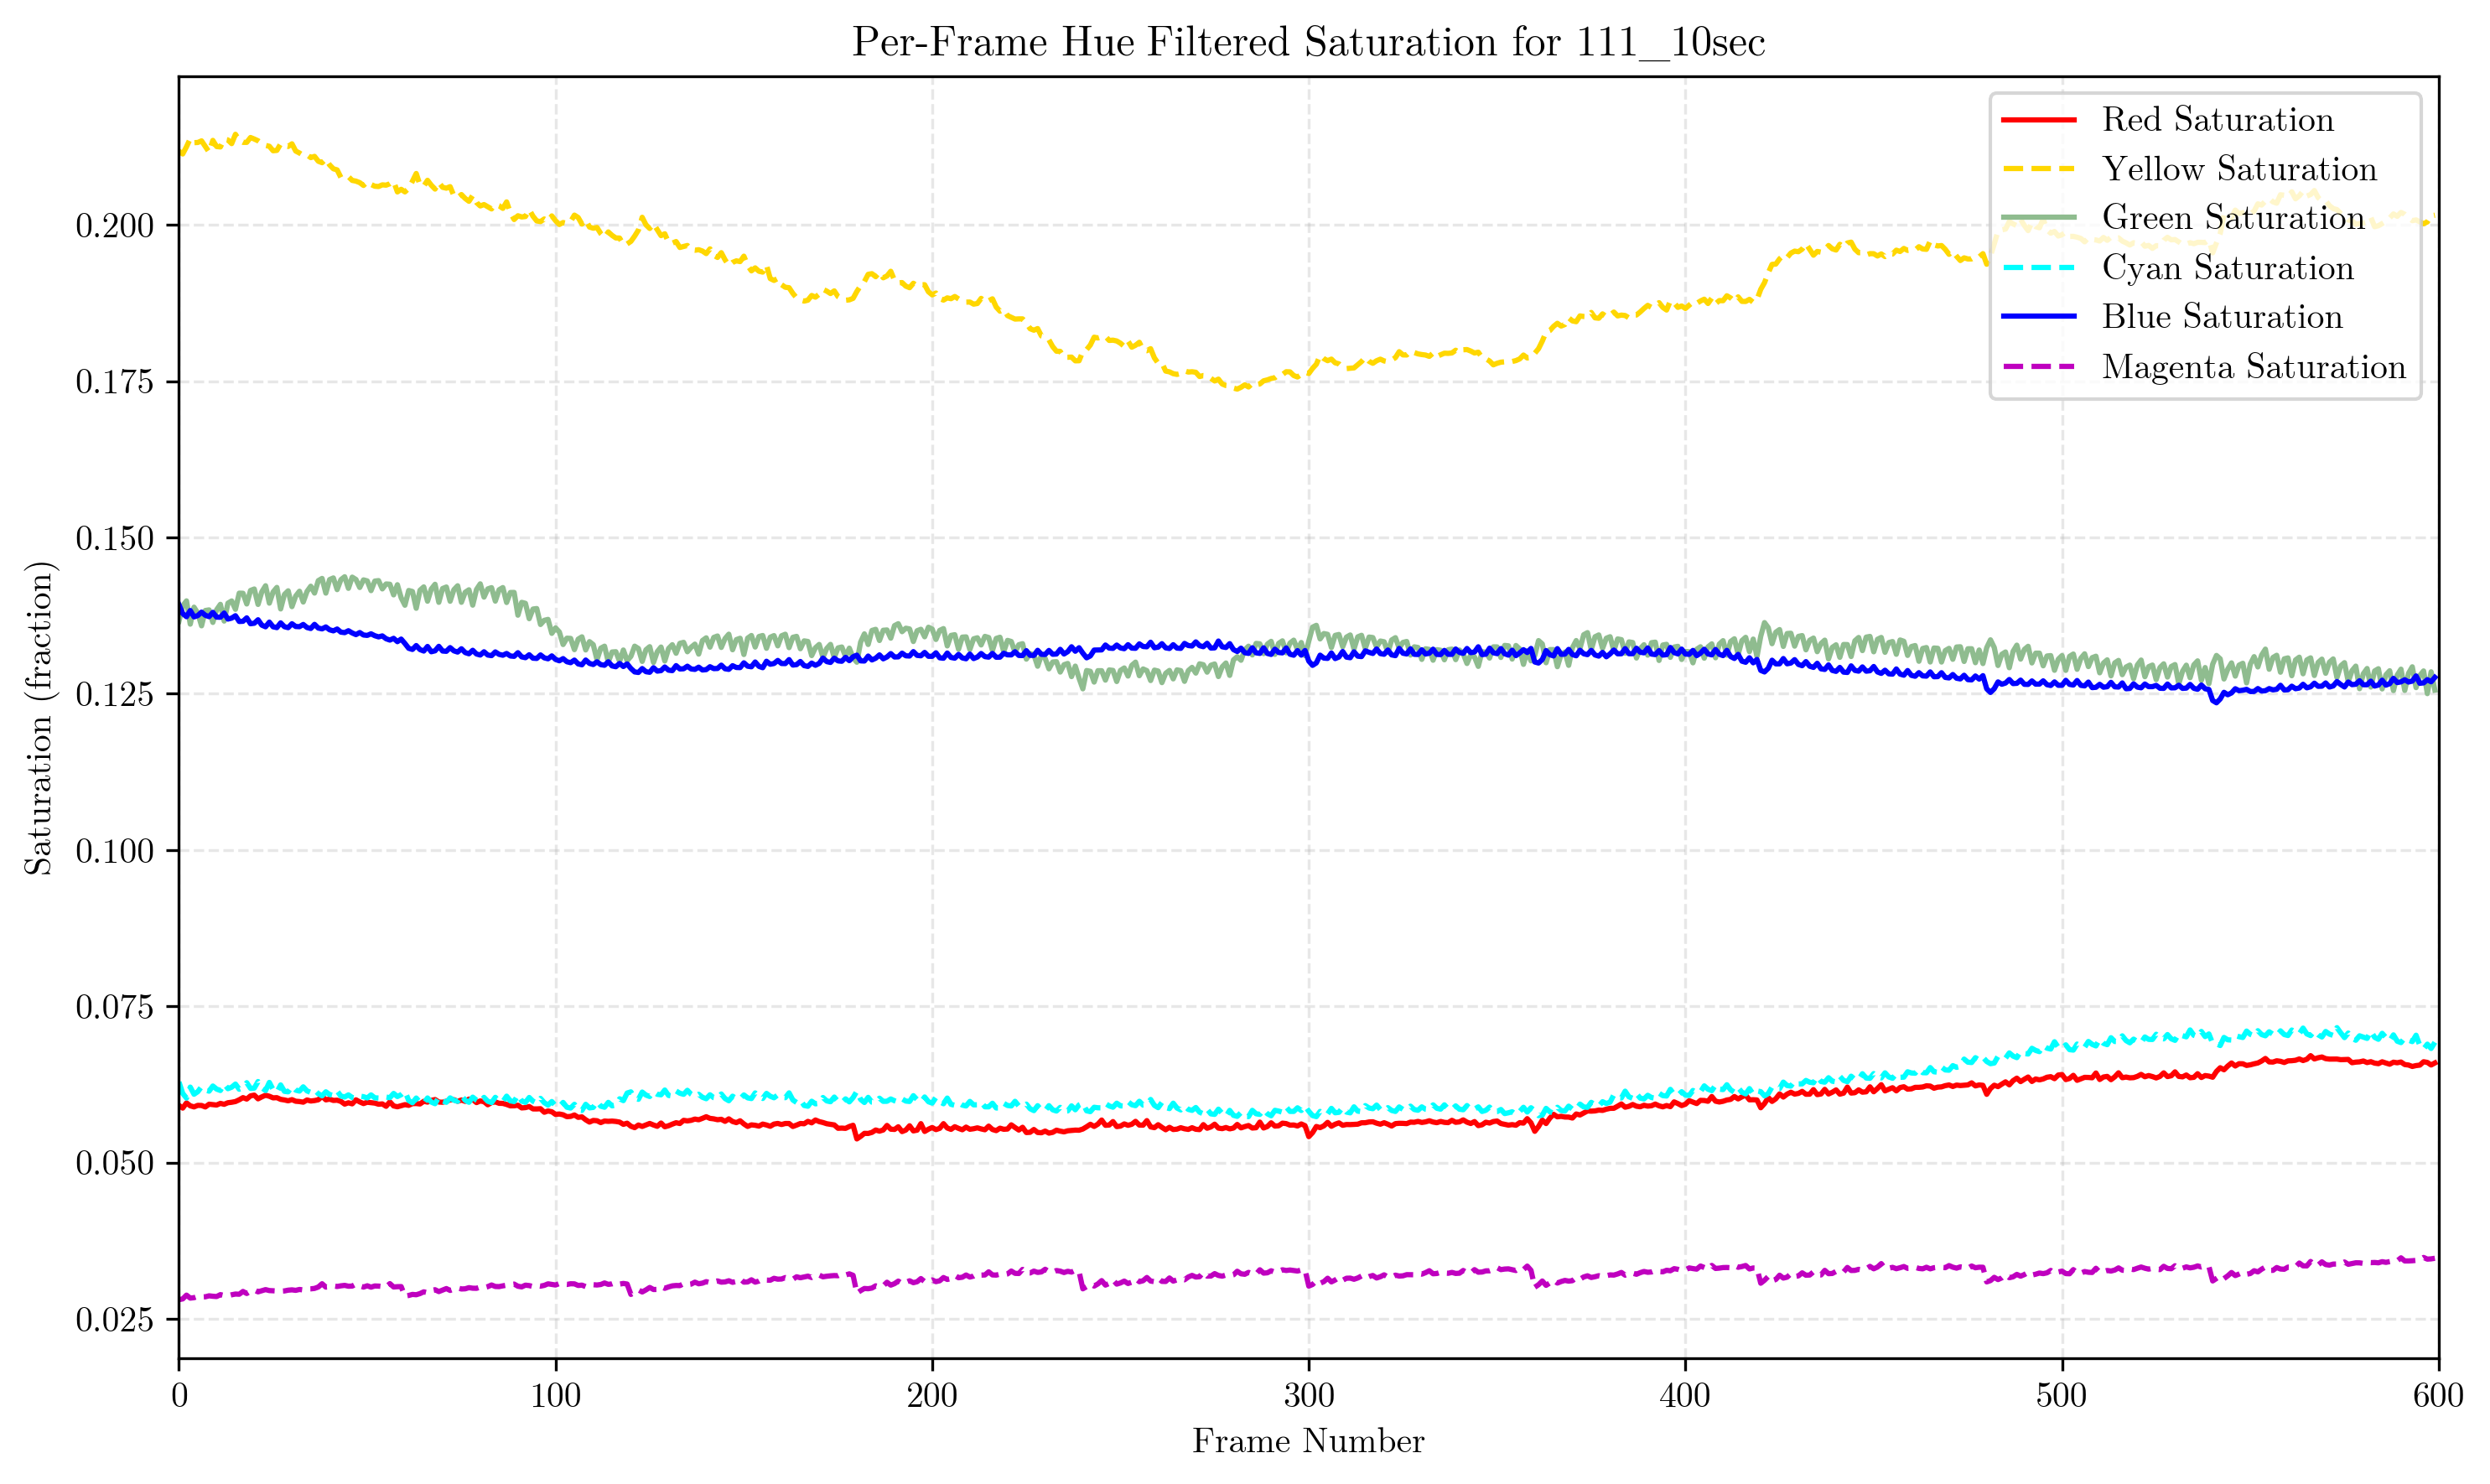 Per-Frame Hue Filtered Saturation for 111_10sec
Red Saturation
Yellow Saturation
Green Saturation
Cyan Saturation
Blue Saturation
Magenta Saturation
Saturation (fraction)
0.200
0.175
0.150
0.125
0.100
0.075
0.050
0.025
0 100 200 300 400 500 600
Frame Number